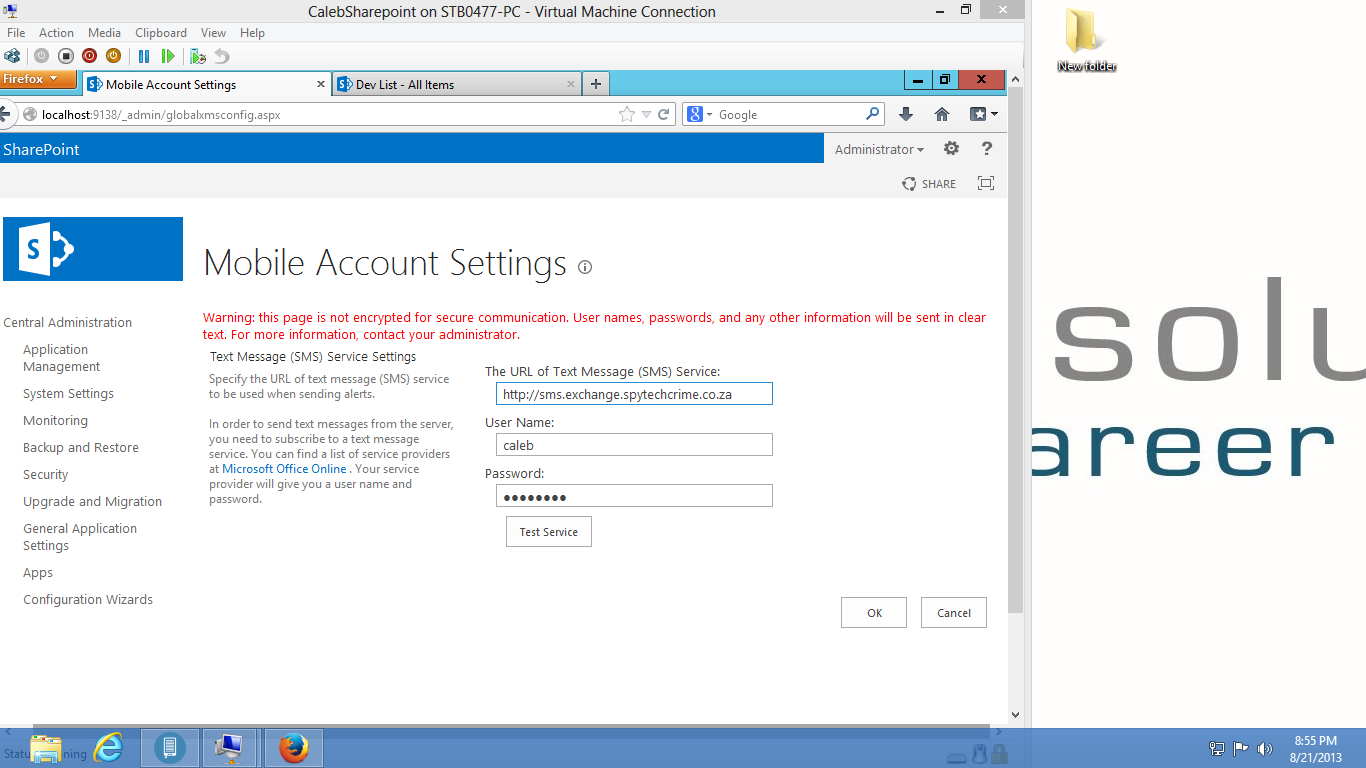 CalebSharepoint on STB0477-PC - Virtual Machine Connection
File Action Media Clipboard View Help
Firefox
Mobile Account Settings
Dev List - All Items
localhost:9138/_admin/globalxmsconfig.aspx
Google
SharePoint
Administrator
?
SHARE
S
Mobile Account Settings
Warning: this page is not encrypted for secure communication. User names, passwords, and any other information will be sent in clear
text. For more information, contact your administrator.
Central Administration
Application
Management
System Settings
Monitoring
Backup and Restore
Security
Upgrade and Migration
General Application
Settings
Apps
Configuration Wizards
Text Message (SMS) Service Settings
Specify the URL of text message (SMS) service
to be used when sending alerts.
In order to send text messages from the server,
you need to subscribe to a text message
service. You can find a list of service providers
at Microsoft Office Online . Your service
provider will give you a user name and
password.
The URL of Text Message (SMS) Service:
http://sms.exchange.spytechcrime.co.za
User Name:
caleb
Password:
●●●●●●●●
Test Service
OK
Cancel
New folder
solu
areer
8:55 PM
8/21/2013